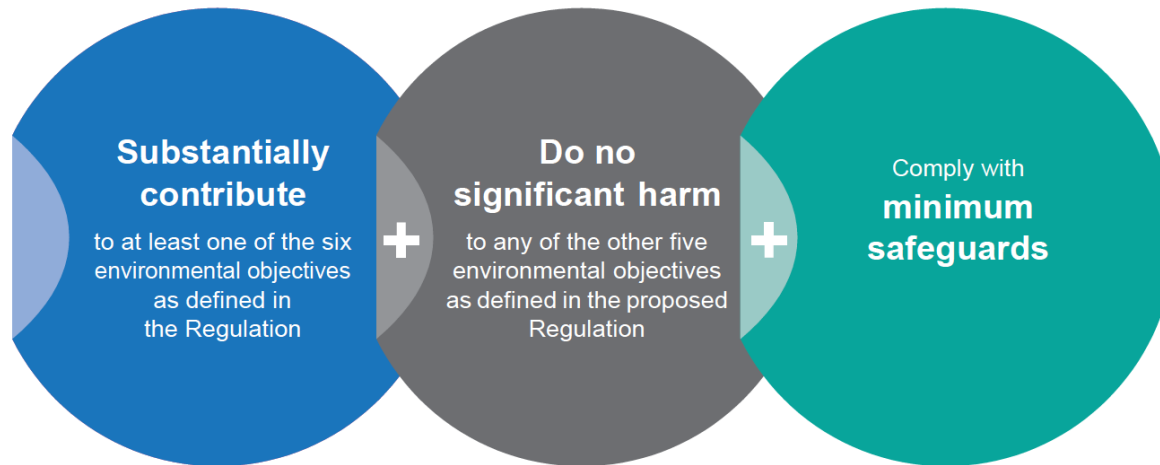 Substantially
contribute
to at least one of the six
environmental objectives
as defined in
the Regulation
+
Do no
significant harm
to any of the other five
environmental objectives
as defined in the proposed
Regulation
+
Comply with
minimum
safeguards